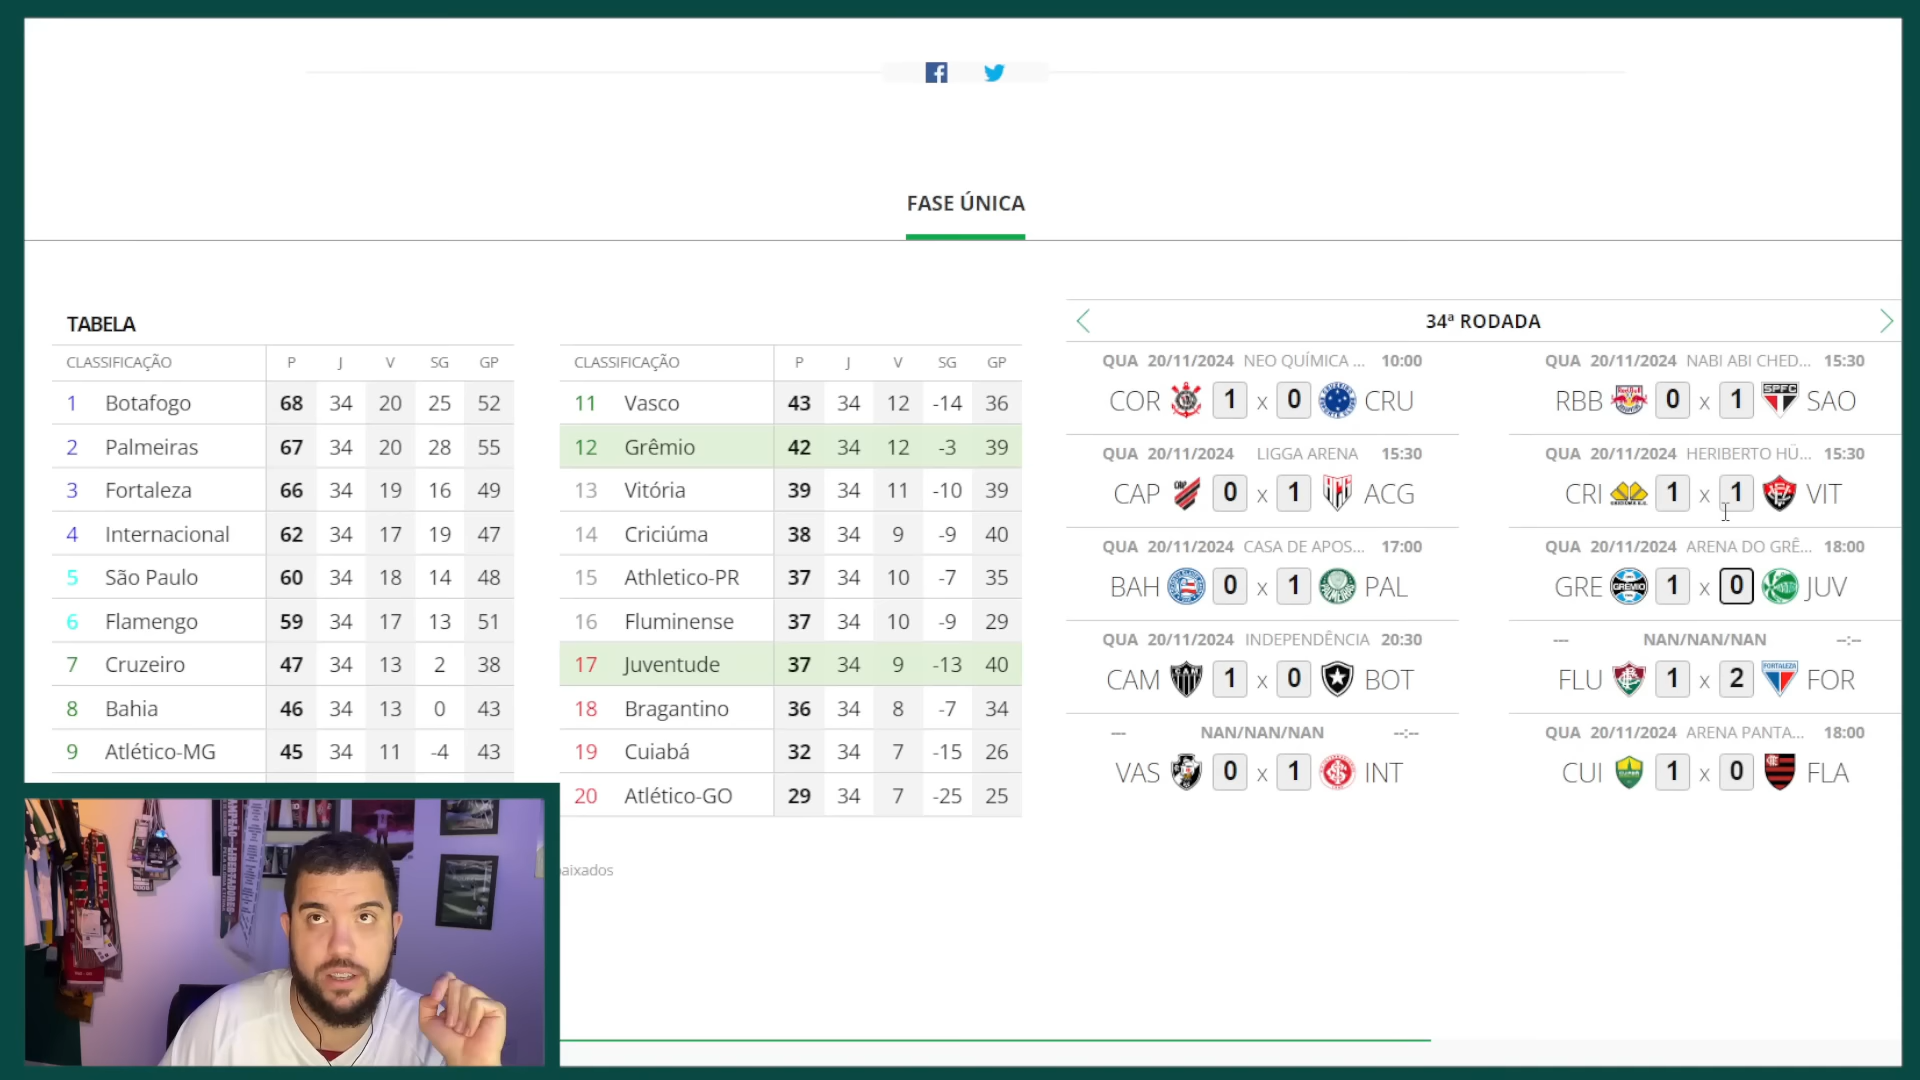 FASE ÚNICA
TABELA
CLASSIFICAÇÃO P J V SG GP
1 Botafogo 68 34 20 25 52
2 Palmeiras 67 34 20 28 55
3 Fortaleza 66 34 19 16 49
4 Internacional 62 34 17 19 47
5 São Paulo 60 34 18 14 48
6 Flamengo 59 34 17 13 51
7 Cruzeiro 47 34 13 2 38
8 Bahia 46 34 13 0 43
9 Atlético-MG 45 34 11 -4 43
CLASSIFICAÇÃO P J V SG GP
11 Vasco 43 34 12 -14 36
12 Grêmio 42 34 12 -3 39
13 Vitória 39 34 11 -10 39
14 Criciúma 38 34 9 -9 40
15 Athletico-PR 37 34 10 -7 35
16 Fluminense 37 34 10 -9 29
17 Juventude 37 34 9 -13 40
18 Bragantino 36 34 8 -7 34
19 Cuiabá 32 34 7 -15 26
20 Atlético-GO 29 34 7 -25 25
aixados
34ª RODADA
QUA 20/11/2024 NEO QUÍMICA ... 10:00
COR 1 x 0 CRU
QUA 20/11/2024 NABI ABI CHED... 15:30
RBB 0 x 1 SPFC SAO
QUA 20/11/2024 LIGGA ARENA 15:30
CAP CAP 0 x 1 ACG
QUA 20/11/2024 HERIBERTO HÜ... 15:30
CRI 1 x 1 VIT
QUA 20/11/2024 CASA DE APOS... 17:00
BAH 0 x 1 PAL
QUA 20/11/2024 ARENA DO GRÊ... 18:00
GRE GRÊMIO 1 x 0 JUV
QUA 20/11/2024 INDEPENDÊNCIA 20:30
CAM CAM 1 x 0 BOT
--- NAN/NAN/NAN --:--
FLU 1 x 2 FORTALEZA FOR
--- NAN/NAN/NAN --:--
VAS 0 x 1 INT
QUA 20/11/2024 ARENA PANTA... 18:00
CUI 1 x 0 FLA